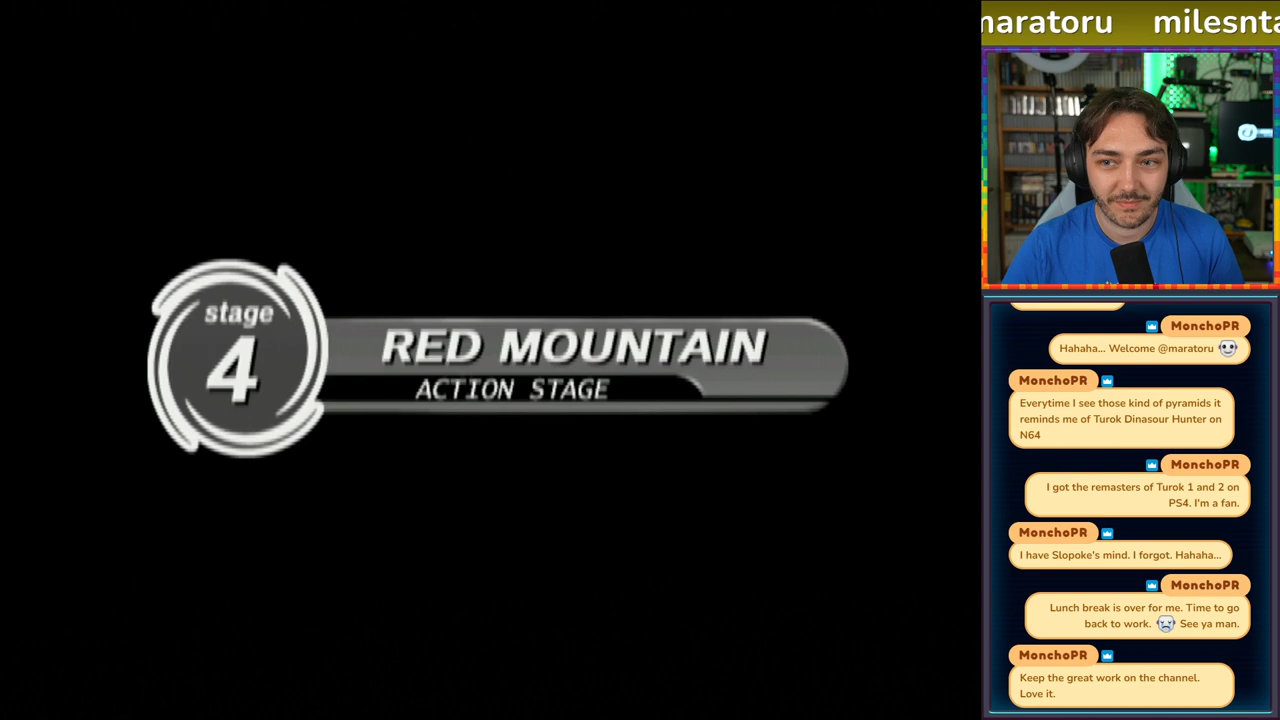 maratoru milesnta
stage
4
RED MOUNTAIN
ACTION STAGE
MonchoPR
Hahaha... Welcome @maratoru
MonchoPR
Everytime I see those kind of pyramids it
reminds me of Turok Dinasour Hunter on
N64
MonchoPR
I got the remasters of Turok 1 and 2 on
PS4. I'm a fan.
MonchoPR
I have Slopoke's mind. I forgot. Hahaha...
MonchoPR
Lunch break is over for me. Time to go
back to work. See ya man.
MonchoPR
Keep the great work on the channel.
Love it.